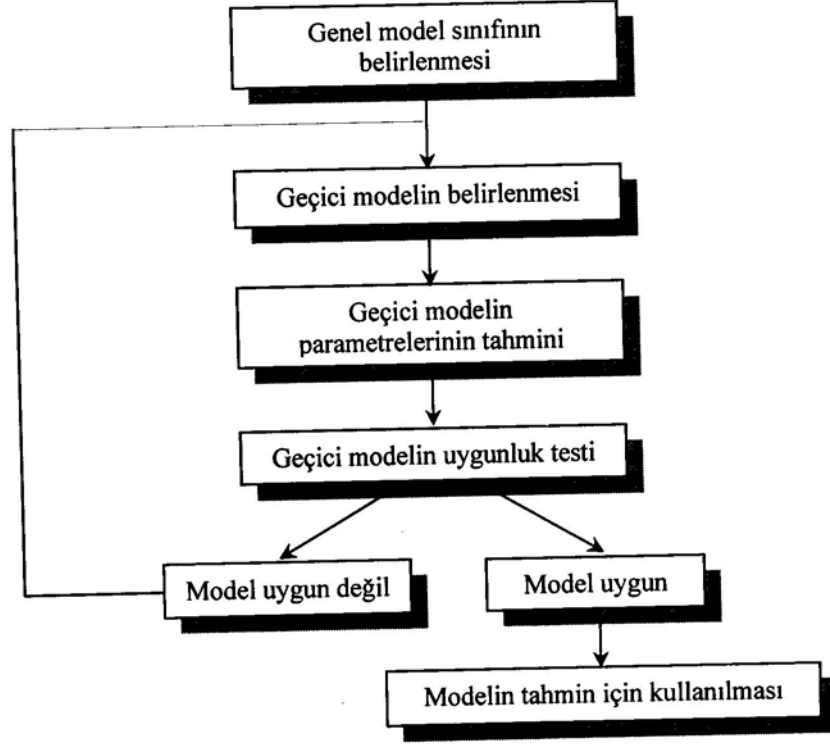 Genel model sınıfının
belirlenmesi
Geçici modelin belirlenmesi
Geçici modelin
parametrelerinin tahmini
Geçici modelin uygunluk testi
Model uygun değil
Model uygun
Modelin tahmin için kullanılması